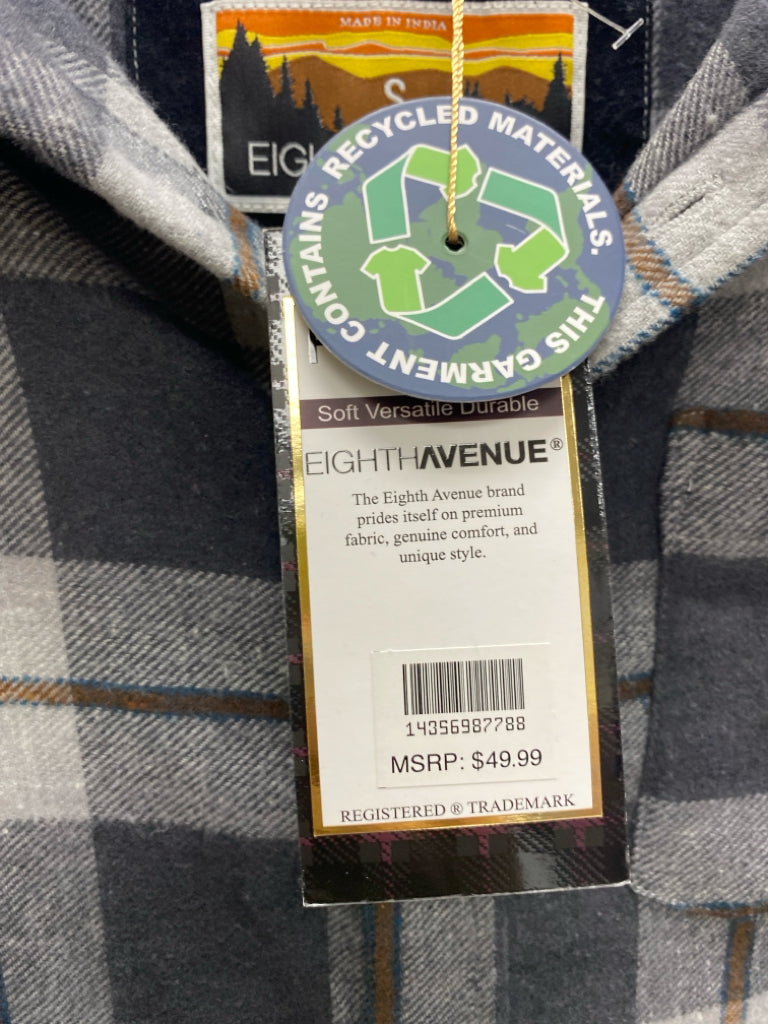 MADE IN INDIA
S
EIGH
RECYCLED MATERIALS.
THIS GARMENT CONTAINS
Soft Versatile Durable
EIGHTHAVENUE®
The Eighth Avenue brand
prides itself on premium
fabric, genuine comfort, and
unique style.
14356987788
MSRP: $49.99
REGISTERED ® TRADEMARK